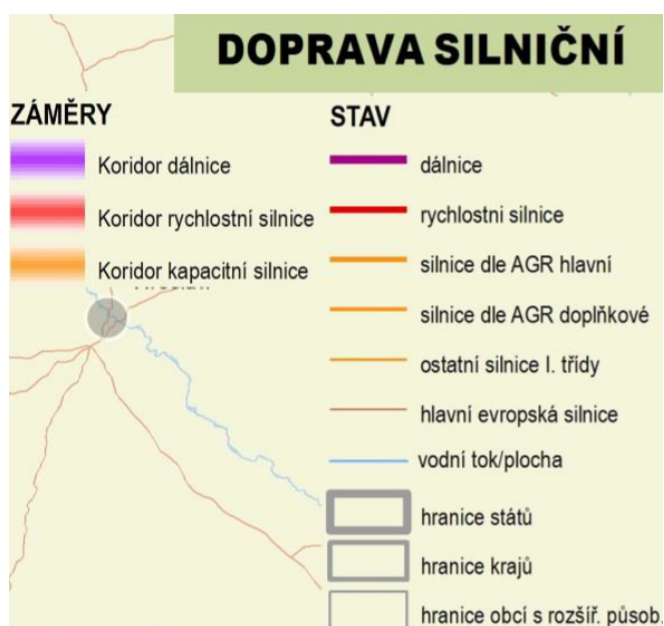 DOPRAVA SILNIČNÍ
ZÁMĚRY
Koridor dálnice
Koridor rychlostní silnice
Koridor kapacitní silnice
STAV
dálnice
rychlostni silnice
silnice dle AGR hlavní
silnice dle AGR doplňkové
ostatní silnice I. třídy
hlavní evropská silnice
vodní tok/plocha
hranice států
hranice krajů
hranice obcí s rozšíř. působ.